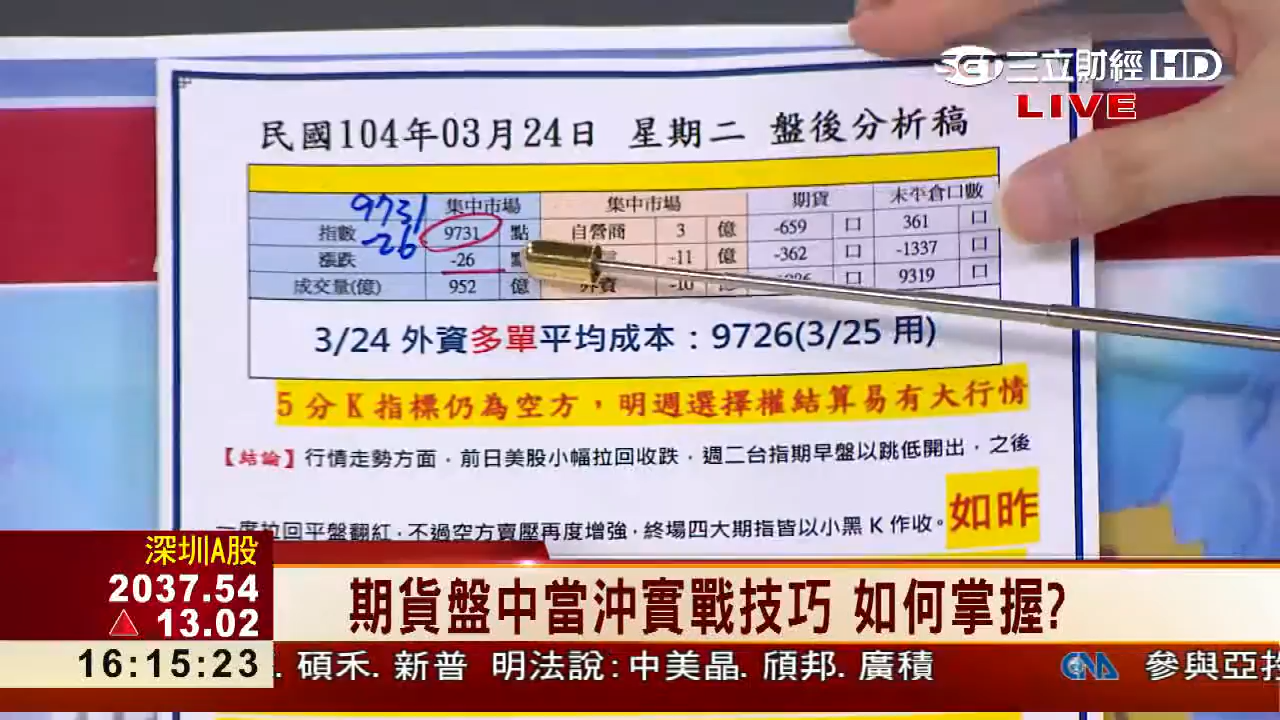 SET 三立財經 HD
LIVE
民國104年03月24日 星期二 盤後分析稿
集中市場 集中市場 期貨 未平倉口數
9731
指數 9731 點 自營商 3 億 -659 口 361 口
-26
漲跌 -26 -11 億 -362 口 -1337 口
成交量(億) 952 億 外資 -10 9319 口
3/24 外資多單平均成本：9726(3/25 用)
5分K指標仍為空方，明週選擇權結算易有大行情
【結論】行情走勢方面，前日美股小幅拉回收跌，週二台指期早盤以跳低開出，之後
一度拉回平盤翻紅，不過空方賣壓再度增強，終場四大期指皆以小黑K作收。如昨
深圳A股
2037.54
▲ 13.02
期貨盤中當沖實戰技巧 如何掌握?
16:15:23
. 碩禾. 新普 明法說:中美晶. 頎邦. 廣積 CNA 參與亞投